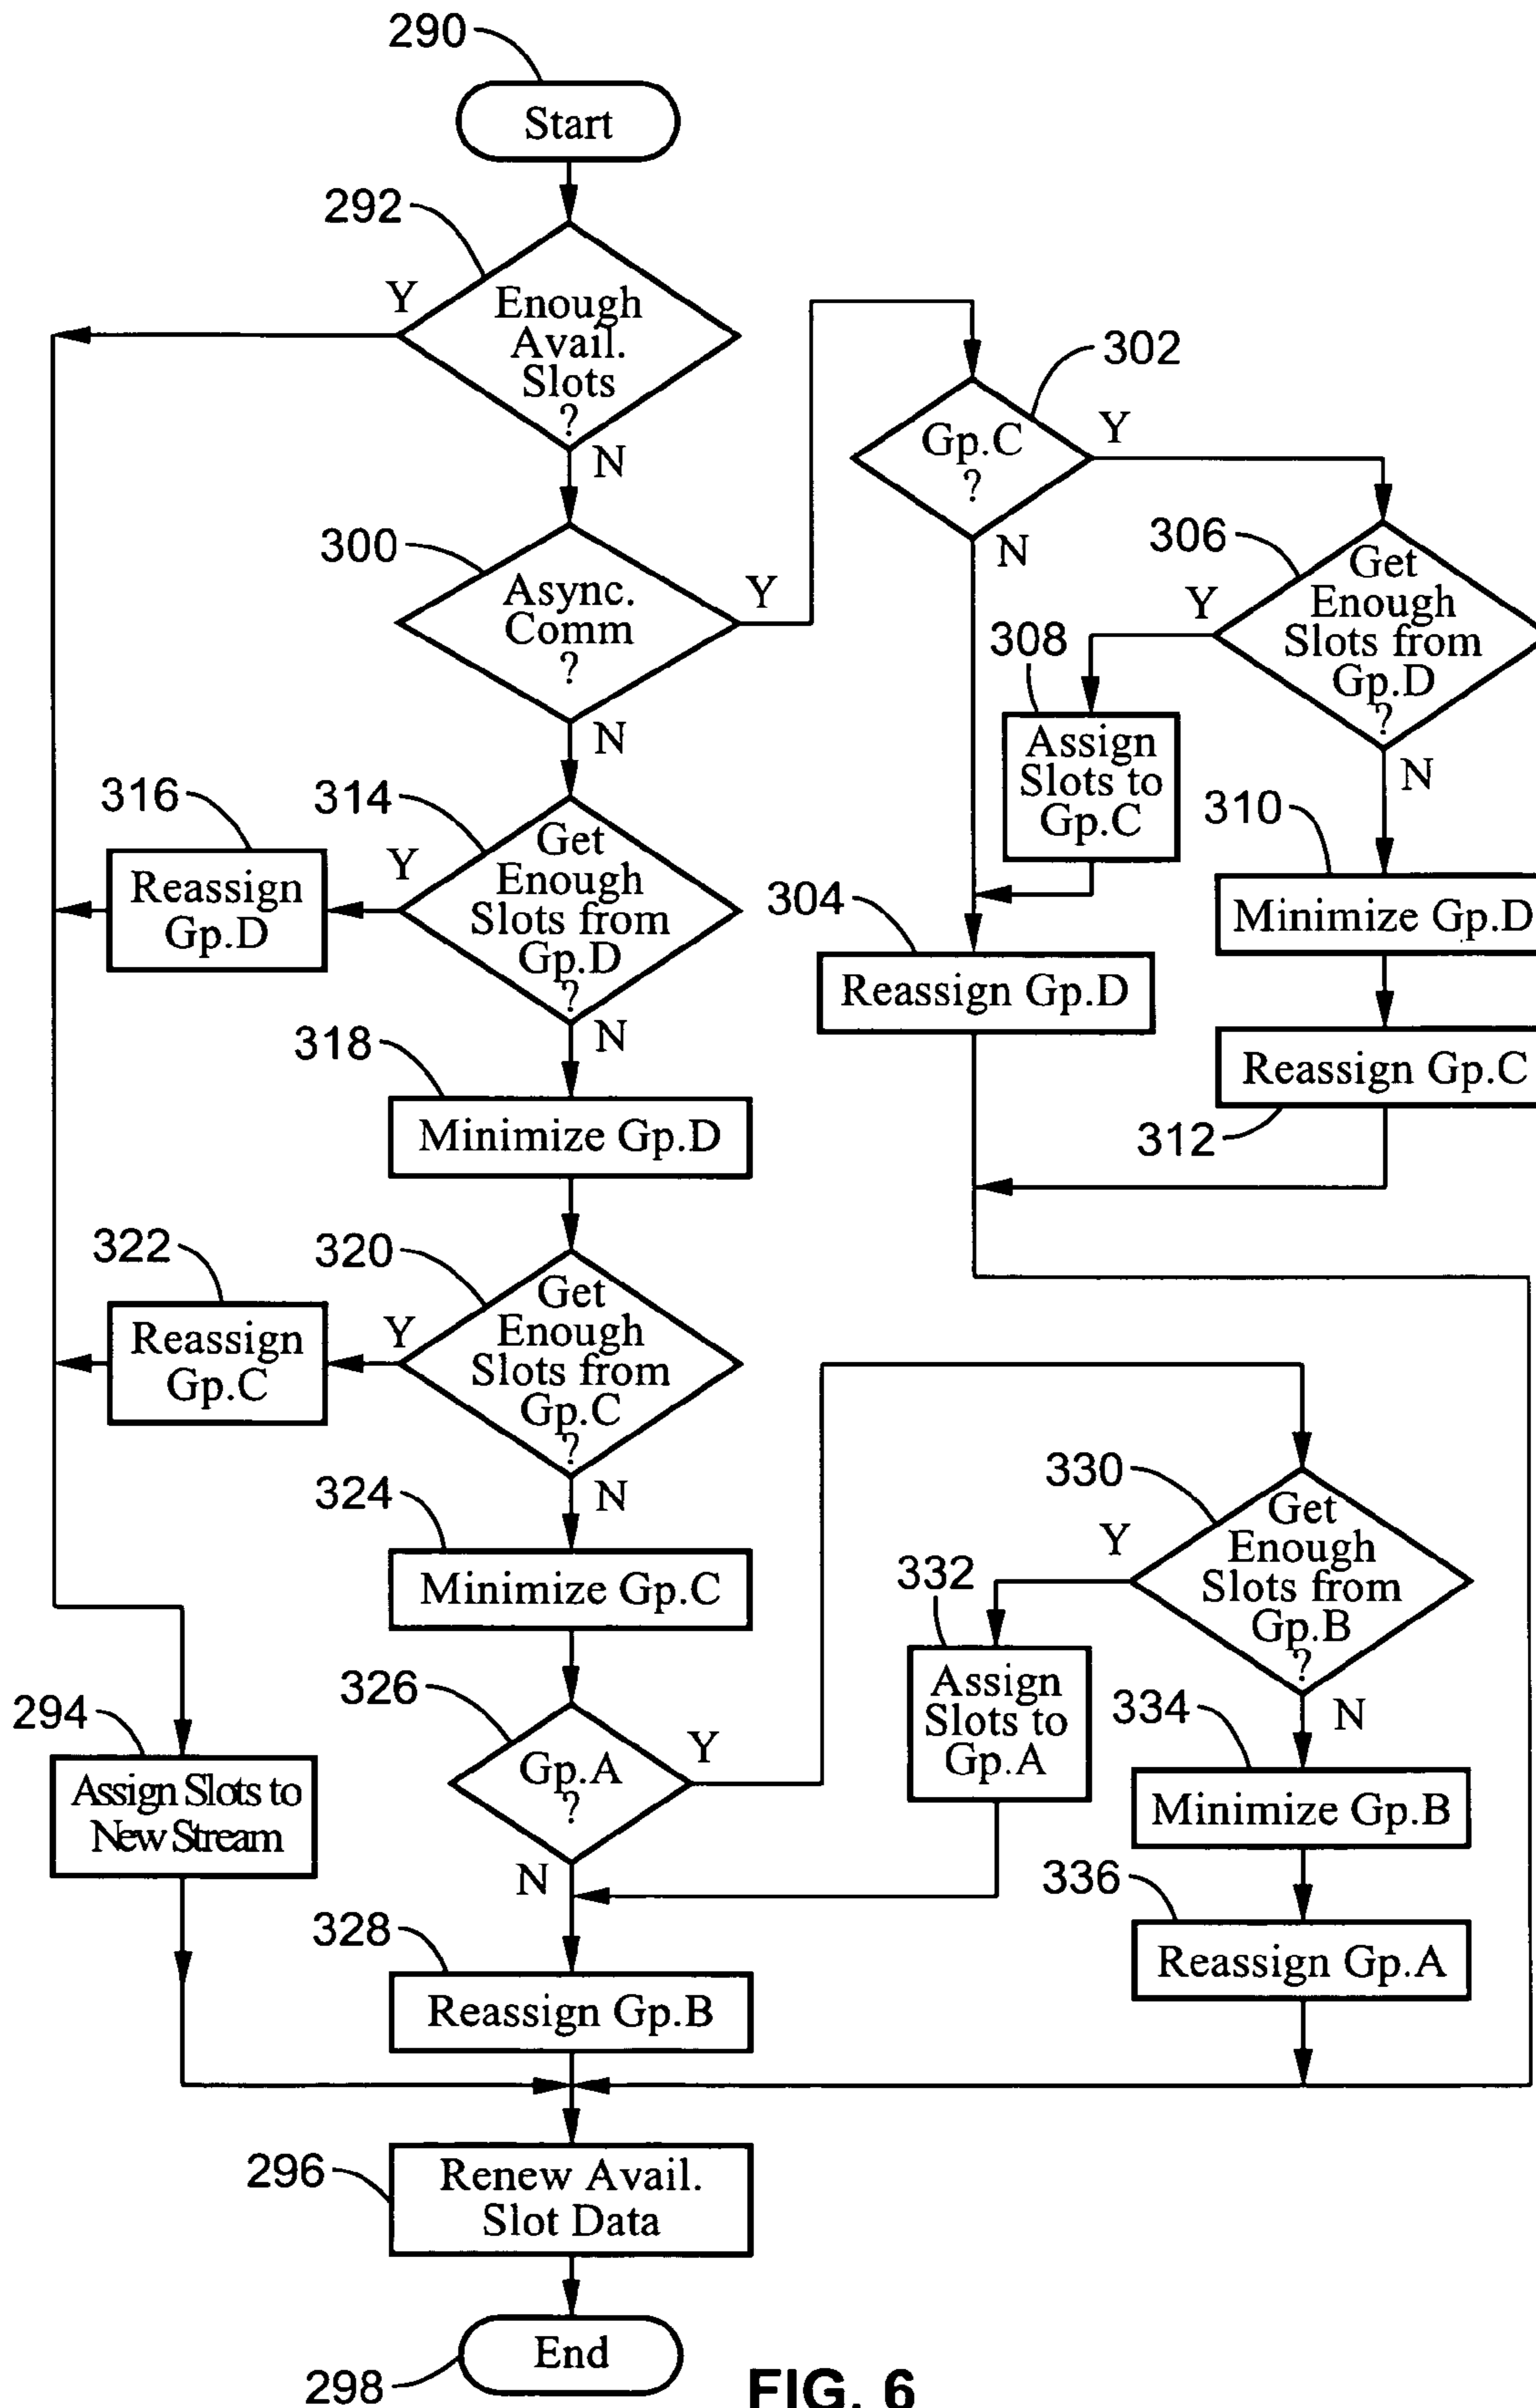 290
Start
292
Y
Enough
Avail.
Slots
?
N
302
Gp.C
?
Y
N
300
Async.
Comm
?
Y
N
306
Get
Enough
Slots from
Gp.D
?
Y
N
308
Assign
Slots to
Gp.C
310
Minimize Gp.D
304
Reassign Gp.D
Reassign Gp.C
312
316
Reassign
Gp.D
314
Y
Get
Enough
Slots from
Gp.D
?
N
318
Minimize Gp.D
322
Reassign
Gp.C
320
Y
Get
Enough
Slots from
Gp.C
?
N
324
Minimize Gp.C
326
Gp.A
?
Y
N
330
Get
Enough
Slots from
Gp.B
?
Y
N
332
Assign
Slots to
Gp.A
334
Minimize Gp.B
336
Reassign Gp.A
294
Assign Slots to
New Stream
328
Reassign Gp.B
296
Renew Avail.
Slot Data
End
298
FIG. 6